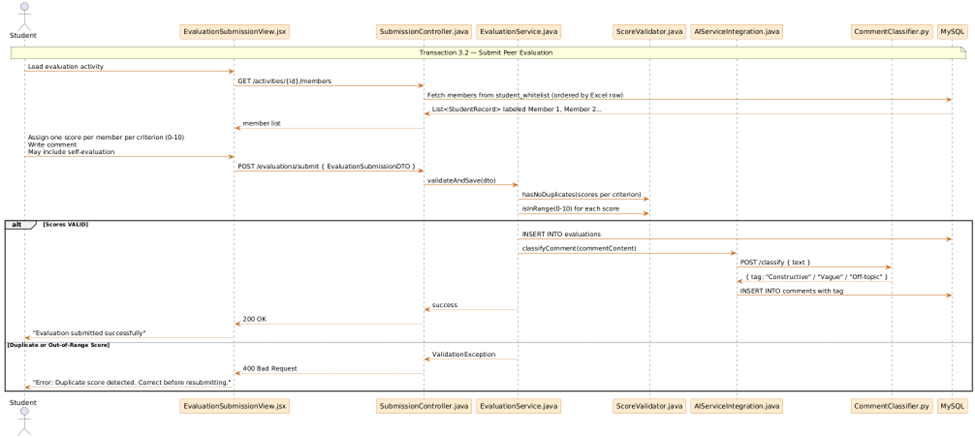 Student
EvaluationSubmissionView.jsx
SubmissionController.java
EvaluationService.java
ScoreValidator.java
AIServiceIntegration.java
CommentClassifier.py
MySQL
Transaction 3.2 — Submit Peer Evaluation
Load evaluation activity
GET /activities/{id}/members
Fetch members from student_whitelist (ordered by Excel row)
List<StudentRecord> labeled Member 1, Member 2...
member list
Assign one score per member per criterion (0-10)
Write comment
May include self-evaluation
POST /evaluations/submit { EvaluationSubmissionDTO }
validateAndSave(dto)
hasNoDuplicates(scores per criterion)
isInRange(0-10) for each score
alt [Scores VALID]
INSERT INTO evaluations
classifyComment(commentContent)
POST /classify { text }
{ tag: "Constructive" / "Vague" / "Off-topic" }
INSERT INTO comments with tag
success
200 OK
"Evaluation submitted successfully"
[Duplicate or Out-of-Range Score]
ValidationException
400 Bad Request
"Error: Duplicate score detected. Correct before resubmitting."
Student
EvaluationSubmissionView.jsx
SubmissionController.java
EvaluationService.java
ScoreValidator.java
AIServiceIntegration.java
CommentClassifier.py
MySQL